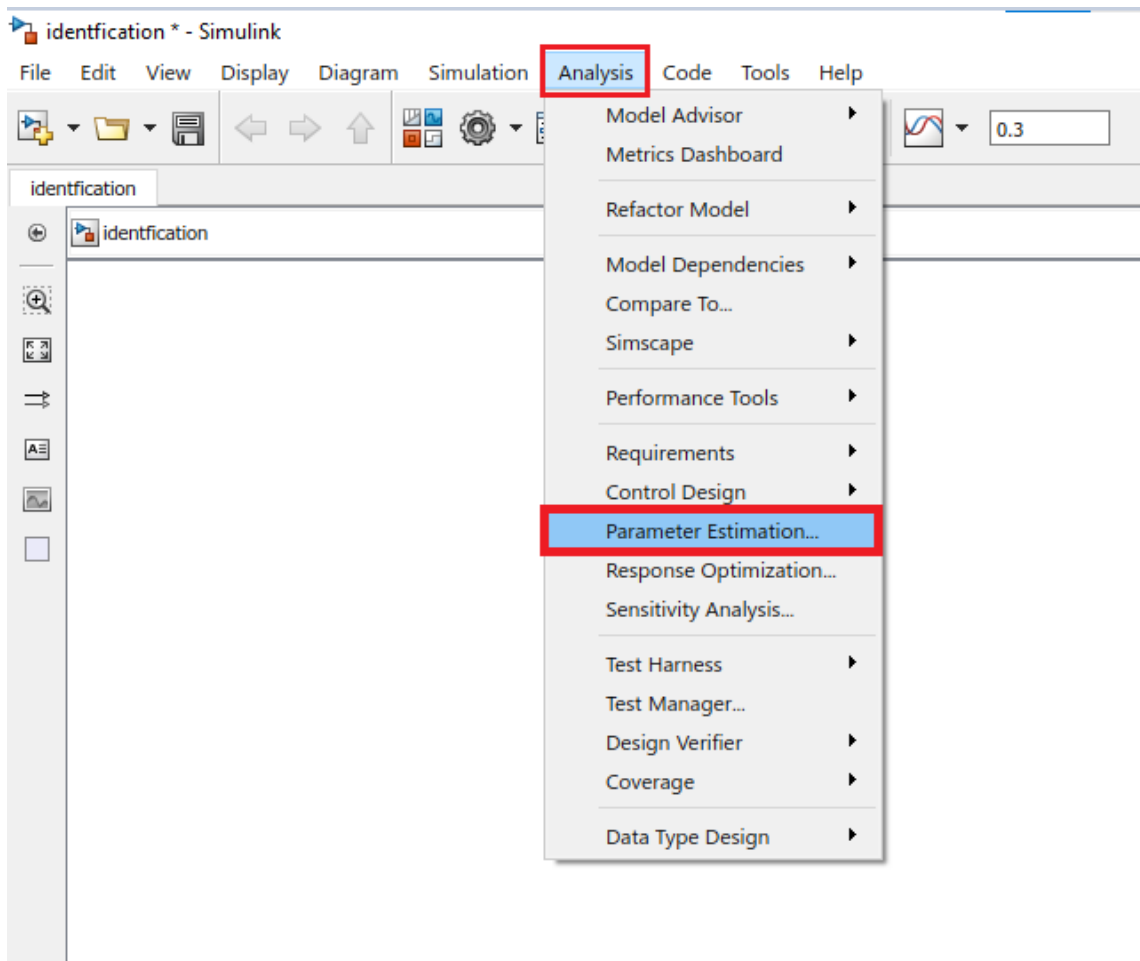 identfication * - Simulink
File Edit View Display Diagram Simulation Analysis Code Tools Help
0.3
identfication
identfication
Model Advisor
Metrics Dashboard
Refactor Model
Model Dependencies
Compare To...
Simscape
Performance Tools
Requirements
Control Design
Parameter Estimation...
Response Optimization...
Sensitivity Analysis...
Test Harness
Test Manager...
Design Verifier
Coverage
Data Type Design